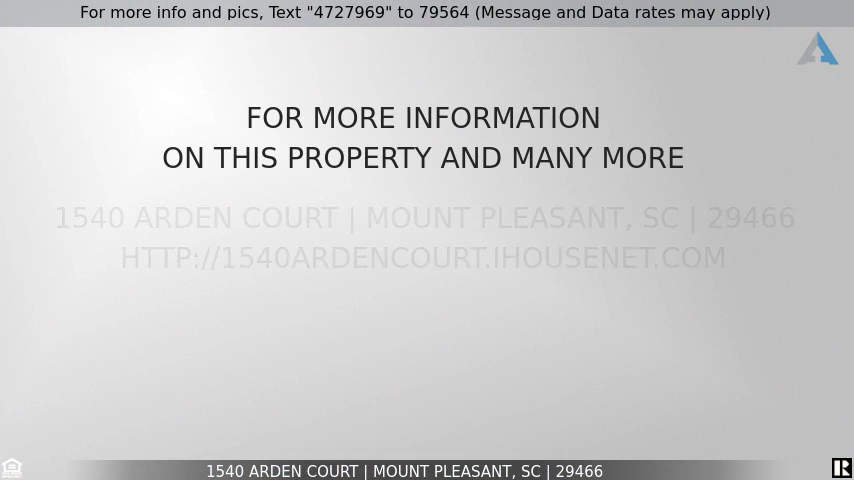 For more info and pics, Text "4727969" to 79564 (Message and Data rates may apply)
FOR MORE INFORMATION
ON THIS PROPERTY AND MANY MORE
1540 ARDEN COURT | MOUNT PLEASANT, SC | 29466
HTTP://1540ARDENCOURT.IHOUSENET.COM
1540 ARDEN COURT | MOUNT PLEASANT, SC | 29466